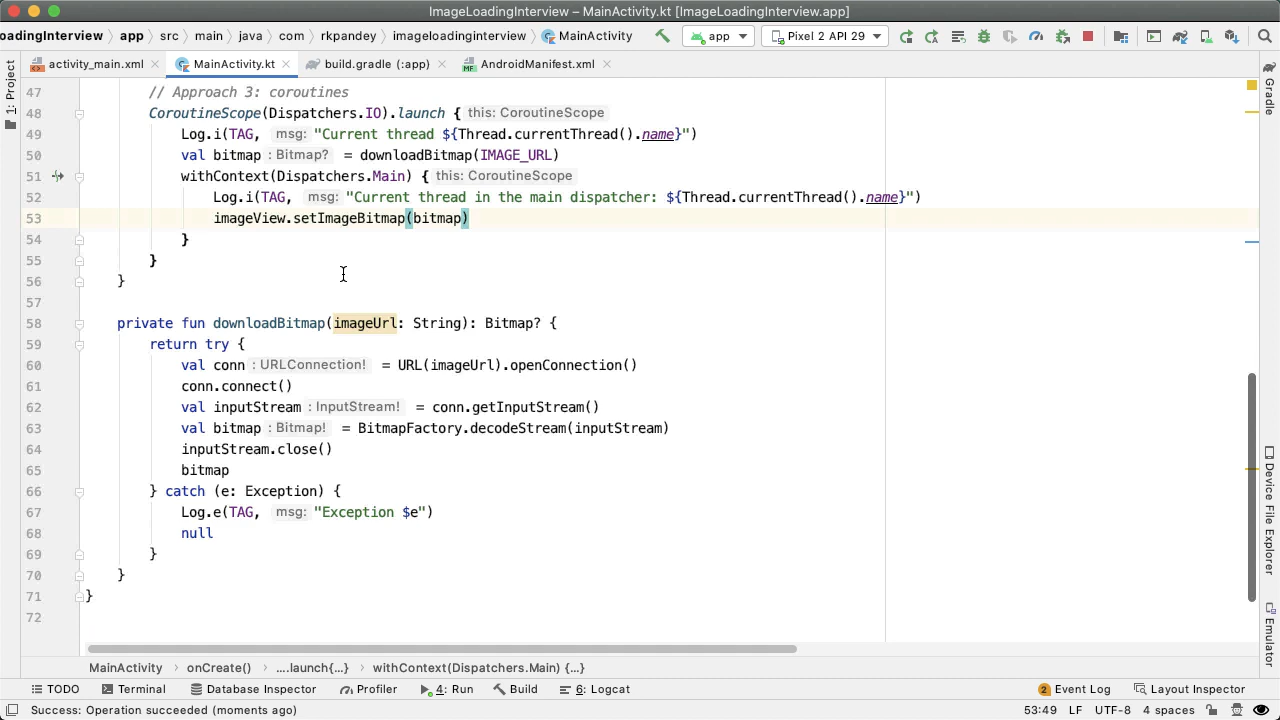 ImageLoadingInterview – MainActivity.kt [ImageLoadingInterview.app]
oadingInterview app src main java com rkpandey imageloadinginterview MainActivity app Pixel 2 API 29
activity_main.xml MainActivity.kt build.gradle (:app) AndroidManifest.xml
1: Project
Gradle
47 // Approach 3: coroutines
48 CoroutineScope(Dispatchers.IO).launch { this: CoroutineScope
49 Log.i(TAG, msg: "Current thread ${Thread.currentThread().name}")
50 val bitmap : Bitmap? = downloadBitmap(IMAGE_URL)
51 withContext(Dispatchers.Main) { this: CoroutineScope
52 Log.i(TAG, msg: "Current thread in the main dispatcher: ${Thread.currentThread().name}")
53 imageView.setImageBitmap(bitmap)
54 }
55 }
56 }
57
58 private fun downloadBitmap(imageUrl: String): Bitmap? {
59 return try {
60 val conn : URLConnection! = URL(imageUrl).openConnection()
61 conn.connect()
62 val inputStream : InputStream! = conn.getInputStream()
63 val bitmap : Bitmap! = BitmapFactory.decodeStream(inputStream)
64 inputStream.close()
65 bitmap
66 } catch (e: Exception) {
67 Log.e(TAG, msg: "Exception $e")
68 null
69 }
70 }
71 }
72
Device File Explorer
Emulator
MainActivity onCreate() ....launch{...} withContext(Dispatchers.Main) {...}
TODO Terminal Database Inspector Profiler 4: Run Build 6: Logcat 2 Event Log Layout Inspector
Success: Operation succeeded (moments ago) 53:49 LF UTF-8 4 spaces